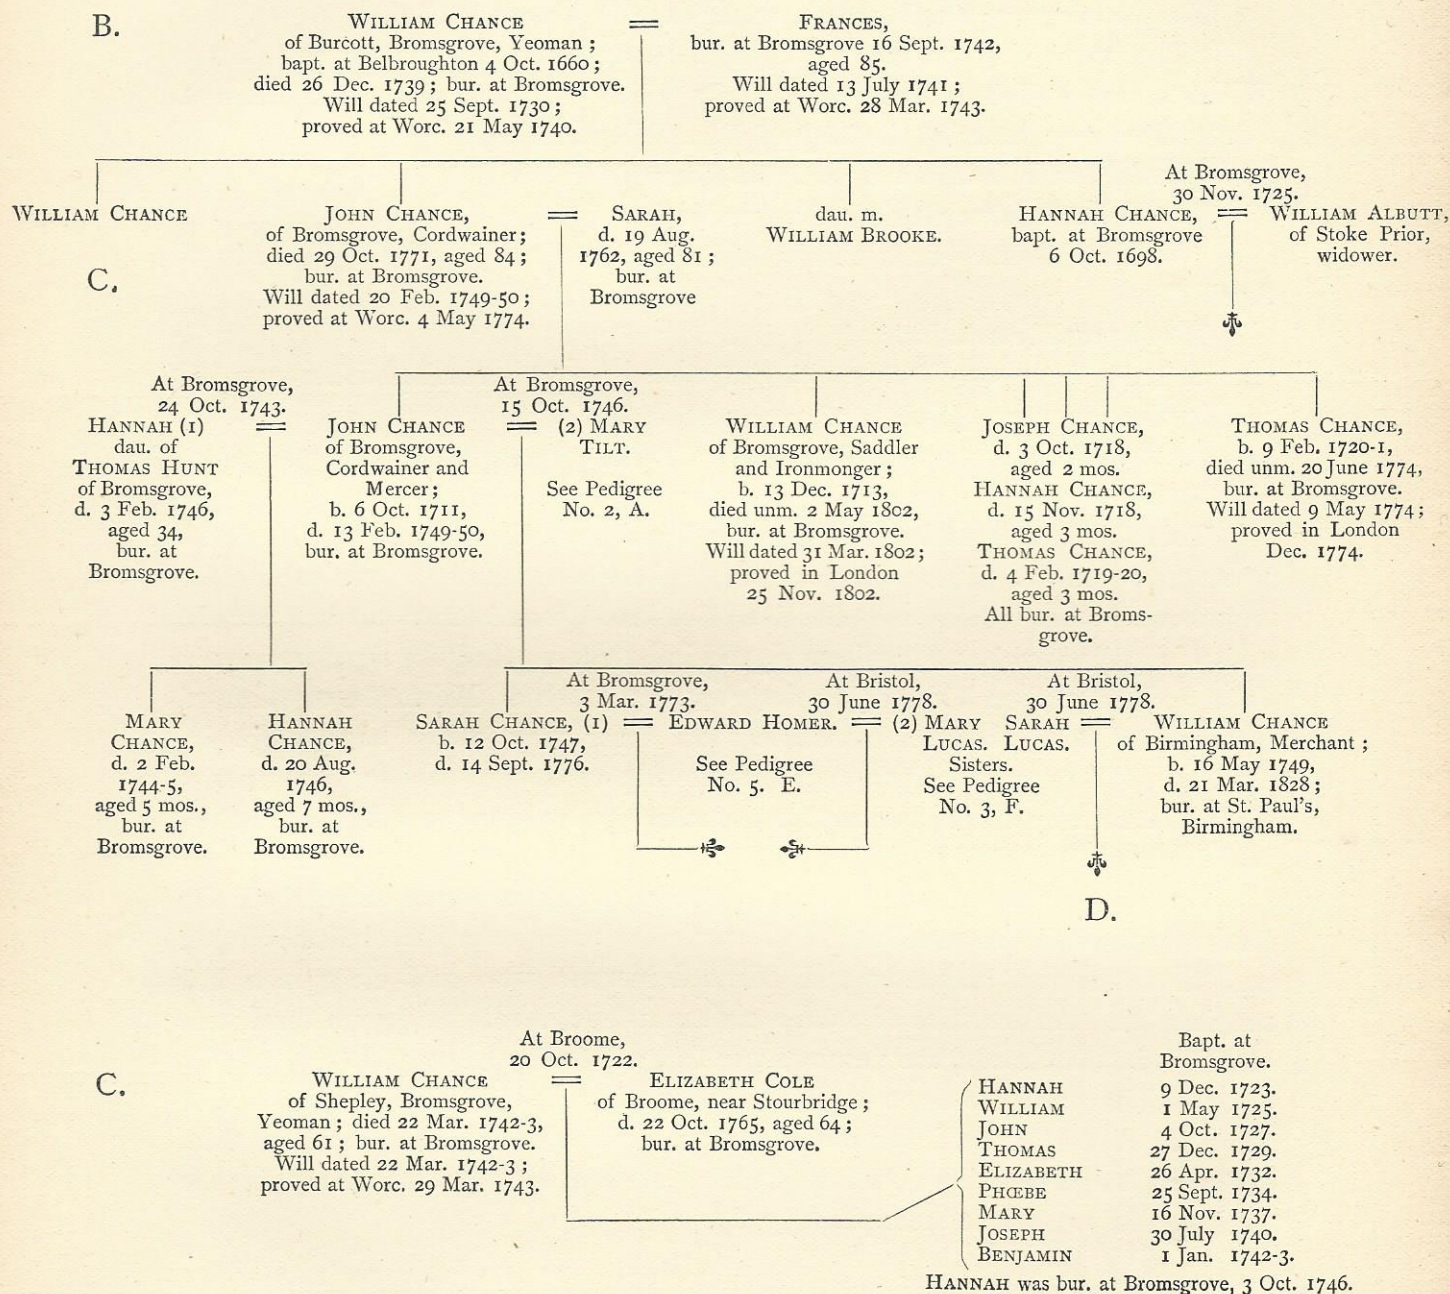 B.
WILLIAM CHANCE
of Burcott, Bromsgrove, Yeoman ;
bapt. at Belbroughton 4 Oct. 1660 ;
died 26 Dec. 1739 ; bur. at Bromsgrove.
Will dated 25 Sept. 1730 ;
proved at Worc. 21 May 1740.
FRANCES,
bur. at Bromsgrove 16 Sept. 1742,
aged 85.
Will dated 13 July 1741 ;
proved at Worc. 28 Mar. 1743.
WILLIAM CHANCE
C.
JOHN CHANCE,
of Bromsgrove, Cordwainer;
died 29 Oct. 1771, aged 84 ;
bur. at Bromsgrove.
Will dated 20 Feb. 1749-50 ;
proved at Worc. 4 May 1774.
SARAH,
d. 19 Aug.
1762, aged 81 ;
bur. at
Bromsgrove
dau. m.
WILLIAM BROOKE.
At Bromsgrove,
30 Nov. 1725.
HANNAH CHANCE,
bapt. at Bromsgrove
6 Oct. 1698.
WILLIAM ALBUTT,
of Stoke Prior,
widower.
At Bromsgrove,
24 Oct. 1743.
HANNAH (1)
dau. of
THOMAS HUNT
of Bromsgrove,
d. 3 Feb. 1746,
aged 34,
bur. at
Bromsgrove.
JOHN CHANCE
of Bromsgrove,
Cordwainer and
Mercer ;
b. 6 Oct. 1711,
d. 13 Feb. 1749-50,
bur. at Bromsgrove.
At Bromsgrove,
15 Oct. 1746.
(2) MARY
TILT.
See Pedigree
No. 2, A.
WILLIAM CHANCE
of Bromsgrove, Saddler
and Ironmonger ;
b. 13 Dec. 1713,
died unm. 2 May 1802,
bur. at Bromsgrove.
Will dated 31 Mar. 1802 ;
proved in London
25 Nov. 1802.
JOSEPH CHANCE,
d. 3 Oct. 1718,
aged 2 mos.
HANNAH CHANCE,
d. 15 Nov. 1718,
aged 3 mos.
THOMAS CHANCE,
d. 4 Feb. 1719-20,
aged 3 mos.
All bur. at Broms-
grove.
THOMAS CHANCE,
b. 9 Feb. 1720-1,
died unm. 20 June 1774,
bur. at Bromsgrove.
Will dated 9 May 1774 ;
proved in London
Dec. 1774.
MARY
CHANCE,
d. 2 Feb.
1744-5,
aged 5 mos.,
bur. at
Bromsgrove.
HANNAH
CHANCE,
d. 20 Aug.
1746,
aged 7 mos.,
bur. at
Bromsgrove.
At Bromsgrove,
3 Mar. 1773.
SARAH CHANCE, (1)
b. 12 Oct. 1747,
d. 14 Sept. 1776.
EDWARD HOMER.
See Pedigree
No. 5. E.
At Bristol,
30 June 1778.
At Bristol,
30 June 1778.
(2) MARY SARAH
LUCAS. LUCAS.
Sisters.
See Pedigree
No. 3, F.
WILLIAM CHANCE
of Birmingham, Merchant ;
b. 16 May 1749,
d. 21 Mar. 1828 ;
bur. at St. Paul's,
Birmingham.
D.
C.
At Broome,
20 Oct. 1722.
WILLIAM CHANCE
of Shepley, Bromsgrove,
Yeoman ; died 22 Mar. 1742-3,
aged 61 ; bur. at Bromsgrove.
Will dated 22 Mar. 1742-3 ;
proved at Worc. 29 Mar. 1743.
ELIZABETH COLE
of Broome, near Stourbridge ;
d. 22 Oct. 1765, aged 64 ;
bur. at Bromsgrove.
Bapt. at
Bromsgrove.
HANNAH 9 Dec. 1723.
WILLIAM 1 May 1725.
JOHN 4 Oct. 1727.
THOMAS 27 Dec. 1729.
ELIZABETH 26 Apr. 1732.
PHŒBE 25 Sept. 1734.
MARY 16 Nov. 1737.
JOSEPH 30 July 1740.
BENJAMIN 1 Jan. 1742-3.
HANNAH was bur. at Bromsgrove, 3 Oct. 1746.